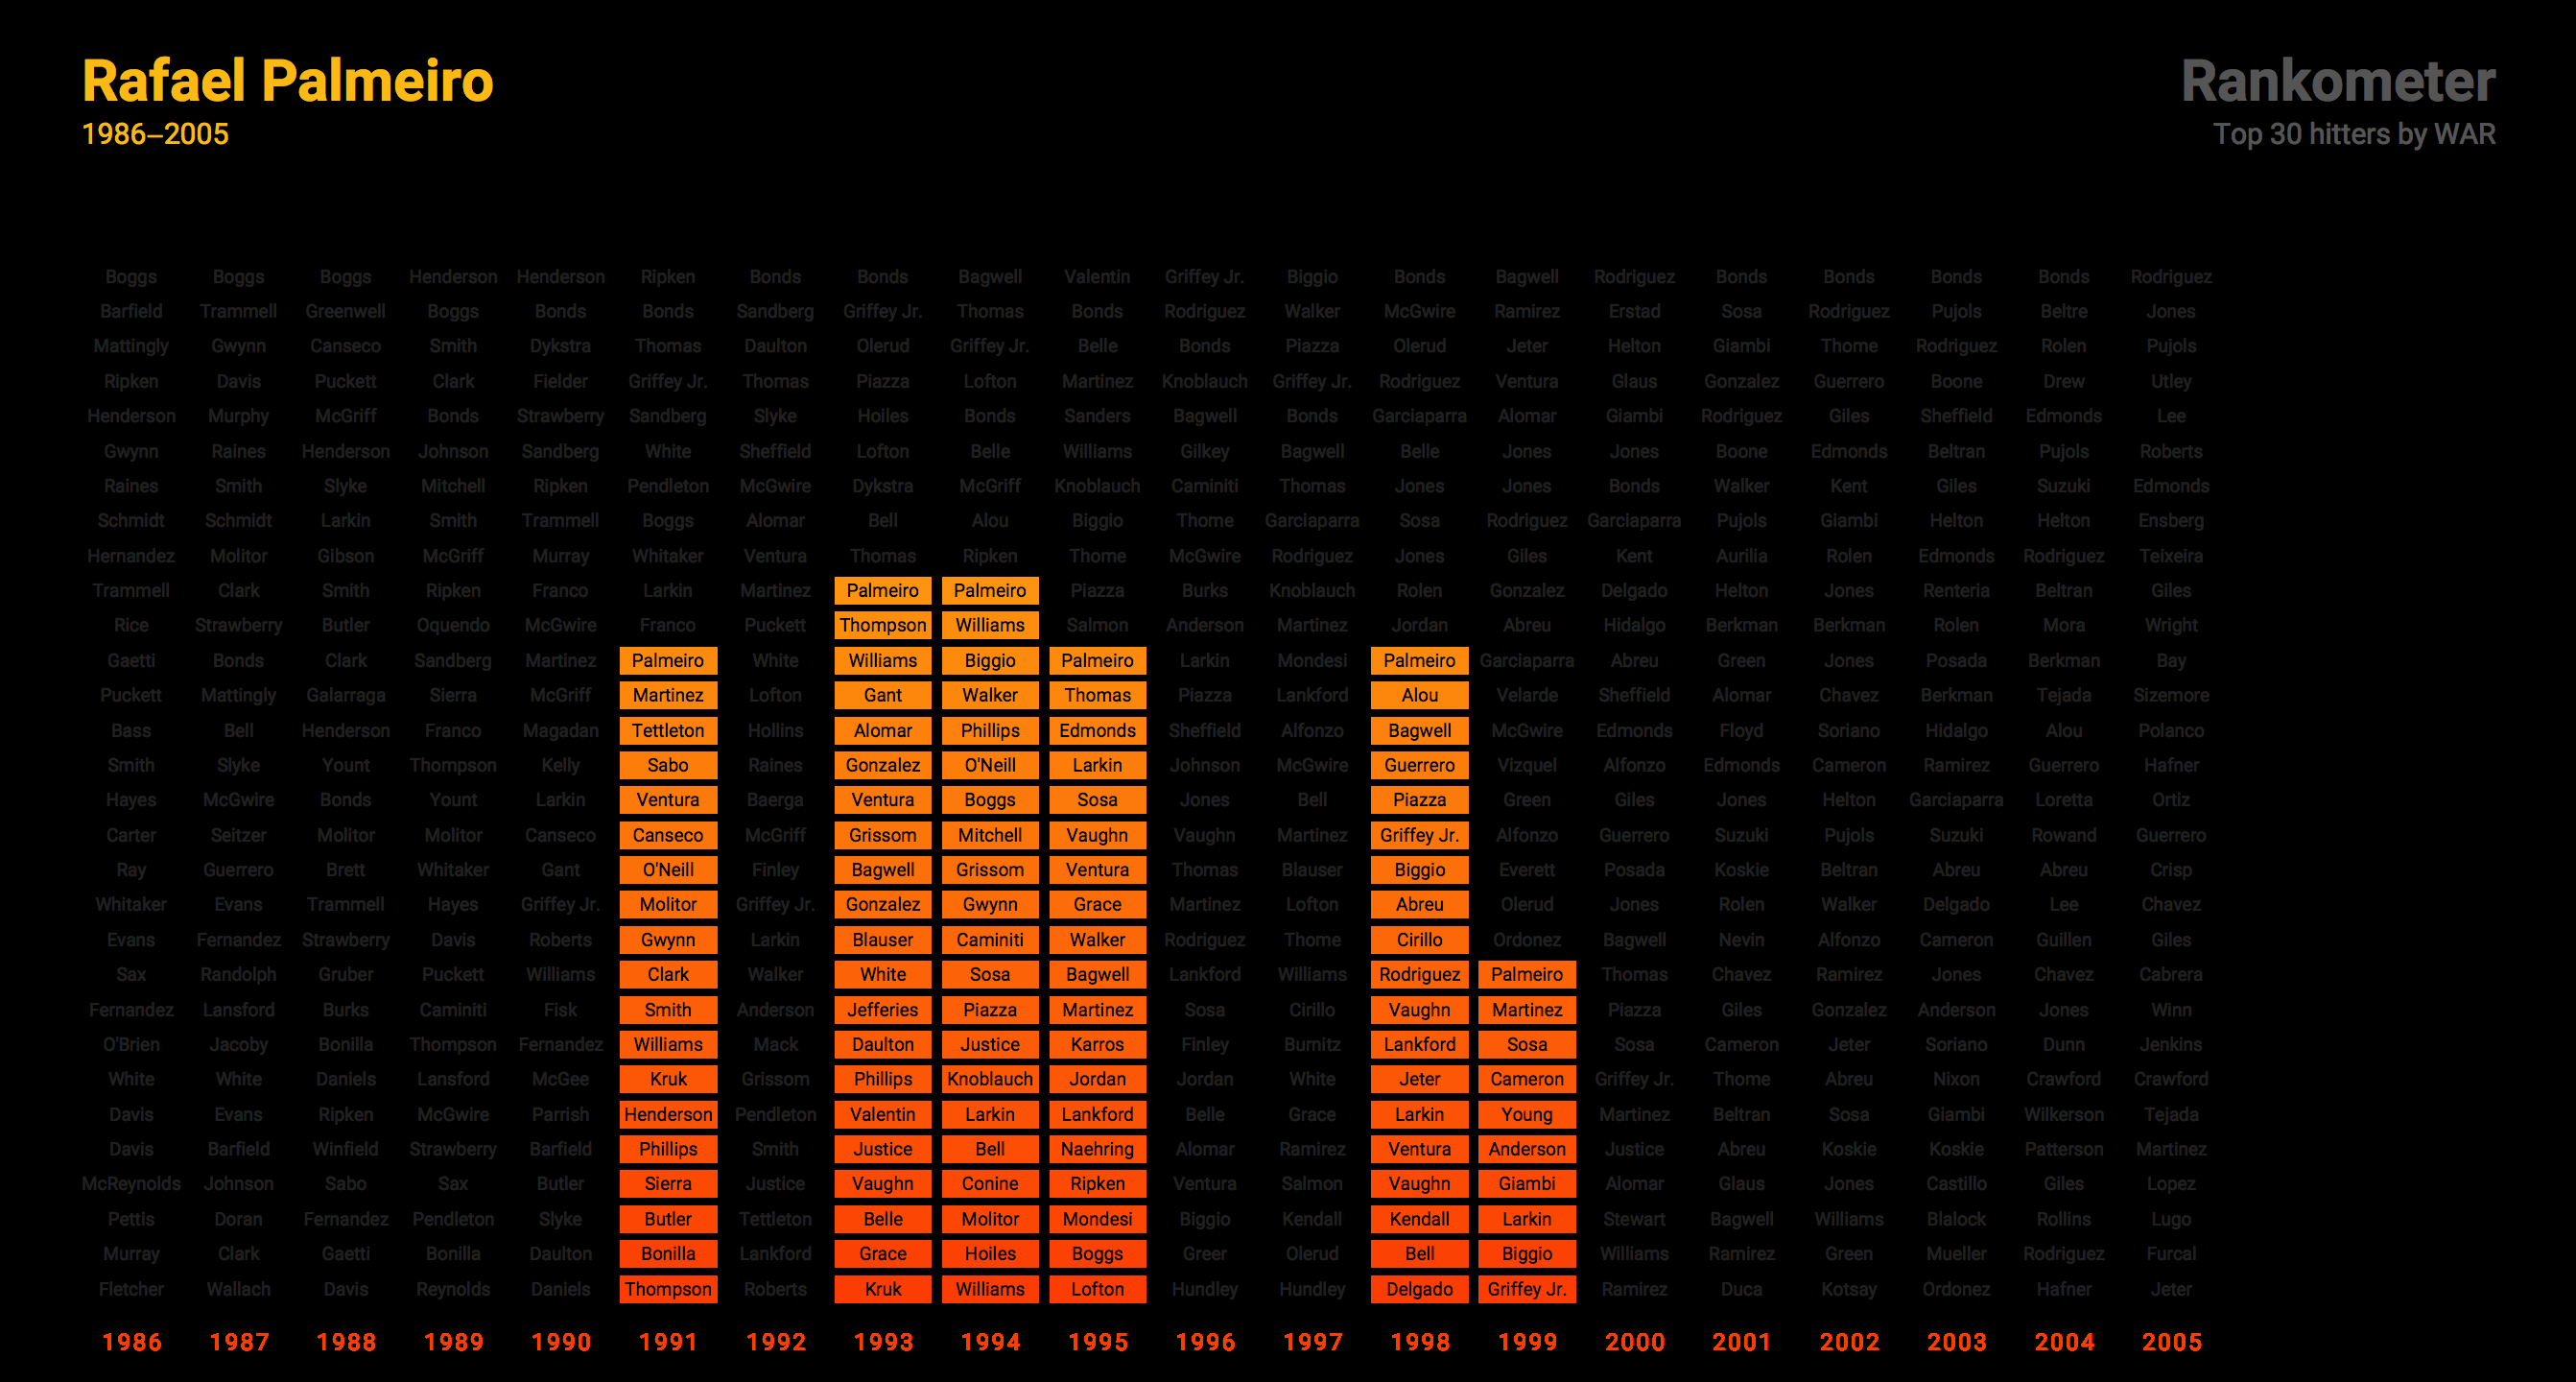 Rafael Palmeiro
1986–2005
Rankometer
Top 30 hitters by WAR
Boggs Boggs Boggs Henderson Henderson Ripken Bonds Bonds Bagwell Valentin Griffey Jr. Biggio Bonds Bagwell Rodriguez Bonds Bonds Bonds Bonds Rodriguez
Barfield Trammell Greenwell Boggs Bonds Bonds Sandberg Griffey Jr. Thomas Bonds Rodriguez Walker McGwire Ramirez Erstad Sosa Rodriguez Pujols Beltre Jones
Mattingly Gwynn Canseco Smith Dykstra Thomas Daulton Olerud Griffey Jr. Belle Bonds Piazza Olerud Jeter Helton Giambi Thome Rodriguez Rolen Pujols
Ripken Davis Puckett Clark Fielder Griffey Jr. Thomas Piazza Lofton Martinez Knoblauch Griffey Jr. Rodriguez Ventura Glaus Gonzalez Guerrero Boone Drew Utley
Henderson Murphy McGriff Bonds Strawberry Sandberg Slyke Hoiles Bonds Sanders Bagwell Bonds Garciaparra Alomar Giambi Rodriguez Giles Sheffield Edmonds Lee
Gwynn Raines Henderson Johnson Sandberg White Sheffield Lofton Belle Williams Gilkey Bagwell Belle Jones Jones Boone Edmonds Beltran Pujols Roberts
Raines Smith Slyke Mitchell Ripken Pendleton McGwire Dykstra McGriff Knoblauch Caminiti Thomas Jones Jones Bonds Walker Kent Giles Suzuki Edmonds
Schmidt Schmidt Larkin Smith Trammell Boggs Alomar Bell Alou Biggio Thome Garciaparra Sosa Rodriguez Garciaparra Pujols Giambi Helton Helton Ensberg
Hernandez Molitor Gibson McGriff Murray Whitaker Ventura Thomas Ripken Thome McGwire Rodriguez Jones Giles Kent Aurilia Rolen Edmonds Rodriguez Teixeira
Trammell Clark Smith Ripken Franco Larkin Martinez Palmeiro Palmeiro Piazza Burks Knoblauch Rolen Gonzalez Delgado Helton Jones Renteria Beltran Giles
Rice Strawberry Butler Oquendo McGwire Franco Puckett Thompson Williams Salmon Anderson Martinez Jordan Abreu Hidalgo Berkman Berkman Rolen Mora Wright
Gaetti Bonds Clark Sandberg Martinez Palmeiro White Williams Biggio Palmeiro Larkin Mondesi Palmeiro Garciaparra Abreu Green Jones Posada Berkman Bay
Puckett Mattingly Galarraga Sierra McGriff Martinez Lofton Gant Walker Thomas Piazza Lankford Alou Velarde Sheffield Alomar Chavez Berkman Tejada Sizemore
Bass Bell Henderson Franco Magadan Tettleton Hollins Alomar Phillips Edmonds Sheffield Alfonzo Bagwell McGwire Edmonds Floyd Soriano Hidalgo Alou Polanco
Smith Slyke Yount Thompson Kelly Sabo Raines Gonzalez O'Neill Larkin Johnson McGwire Guerrero Vizquel Alfonzo Edmonds Cameron Ramirez Guerrero Hafner
Hayes McGwire Bonds Yount Larkin Ventura Baerga Ventura Boggs Sosa Jones Bell Piazza Green Giles Jones Helton Garciaparra Loretta Ortiz
Carter Seitzer Molitor Molitor Canseco Canseco McGriff Grissom Mitchell Vaughn Vaughn Martinez Griffey Jr. Alfonzo Guerrero Suzuki Pujols Suzuki Rowand Guerrero
Ray Guerrero Brett Whitaker Gant O'Neill Finley Bagwell Grissom Ventura Thomas Blauser Biggio Everett Posada Koskie Beltran Abreu Abreu Crisp
Whitaker Evans Trammell Hayes Griffey Jr. Molitor Griffey Jr. Gonzalez Gwynn Grace Martinez Lofton Abreu Olerud Jones Rolen Walker Delgado Lee Chavez
Evans Fernandez Strawberry Davis Roberts Gwynn Larkin Blauser Caminiti Walker Rodriguez Thome Cirillo Ordonez Bagwell Nevin Alfonzo Cameron Guillen Giles
Sax Randolph Gruber Puckett Williams Clark Walker White Sosa Bagwell Lankford Williams Rodriguez Palmeiro Thomas Chavez Ramirez Jones Chavez Cabrera
Fernandez Lansford Burks Caminiti Fisk Smith Anderson Jefferies Piazza Martinez Sosa Cirillo Vaughn Martinez Piazza Giles Gonzalez Anderson Jones Winn
O'Brien Jacoby Bonilla Thompson Fernandez Williams Mack Daulton Justice Karros Finley Burnitz Lankford Sosa Sosa Cameron Jeter Soriano Dunn Jenkins
White White Daniels Lansford McGee Kruk Grissom Phillips Knoblauch Jordan Jordan White Jeter Cameron Griffey Jr. Thome Abreu Nixon Crawford Crawford
Davis Evans Ripken McGwire Parrish Henderson Pendleton Valentin Larkin Lankford Belle Grace Larkin Young Martinez Beltran Sosa Giambi Wilkerson Tejada
Davis Barfield Winfield Strawberry Barfield Phillips Smith Justice Bell Naehring Alomar Ramirez Ventura Anderson Justice Abreu Koskie Koskie Patterson Martinez
McReynolds Johnson Sabo Sax Butler Sierra Justice Vaughn Conine Ripken Ventura Salmon Vaughn Giambi Alomar Glaus Jones Castillo Giles Lopez
Pettis Doran Fernandez Pendleton Slyke Butler Tettleton Belle Molitor Mondesi Biggio Kendall Kendall Larkin Stewart Bagwell Williams Blalock Rollins Lugo
Murray Clark Gaetti Bonilla Daulton Bonilla Lankford Grace Hoiles Boggs Greer Olerud Bell Biggio Williams Ramirez Green Mueller Rodriguez Furcal
Fletcher Wallach Davis Reynolds Daniels Thompson Roberts Kruk Williams Lofton Hundley Hundley Delgado Griffey Jr. Ramirez Duca Kotsay Ordonez Hafner Jeter
1986 1987 1988 1989 1990 1991 1992 1993 1994 1995 1996 1997 1998 1999 2000 2001 2002 2003 2004 2005